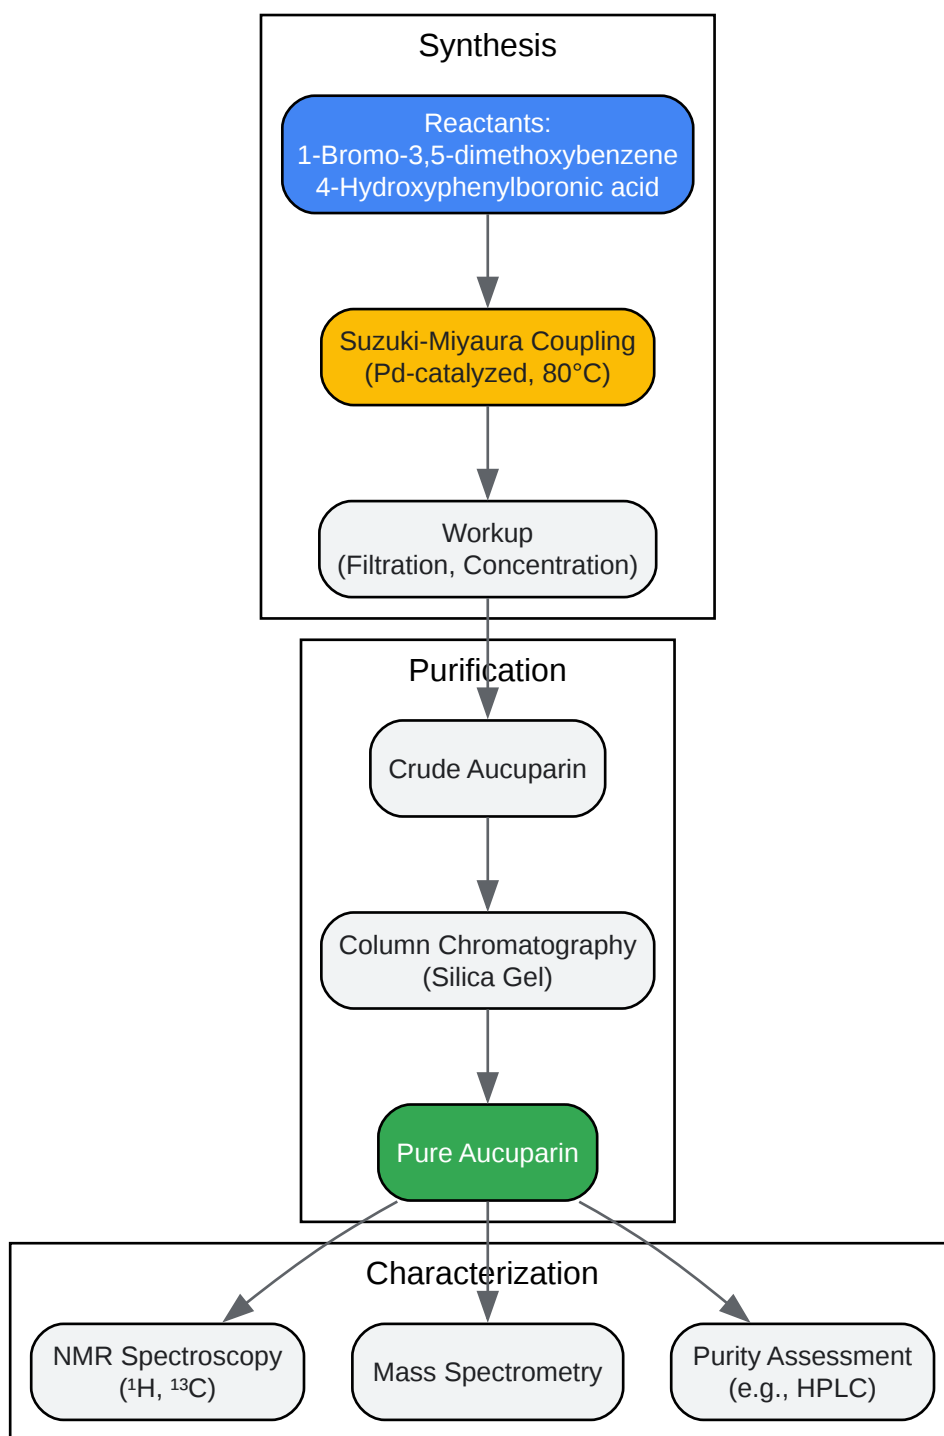 Synthesis
Reactants:
1-Bromo-3,5-dimethoxybenzene
4-Hydroxyphenylboronic acid
Suzuki-Miyaura Coupling
(Pd-catalyzed, 80°C)
Workup
(Filtration, Concentration)
Purification
Crude Aucuparin
Column Chromatography
(Silica Gel)
Pure Aucuparin
Characterization
NMR Spectroscopy
(¹H, ¹³C)
Mass Spectrometry
Purity Assessment
(e.g., HPLC)